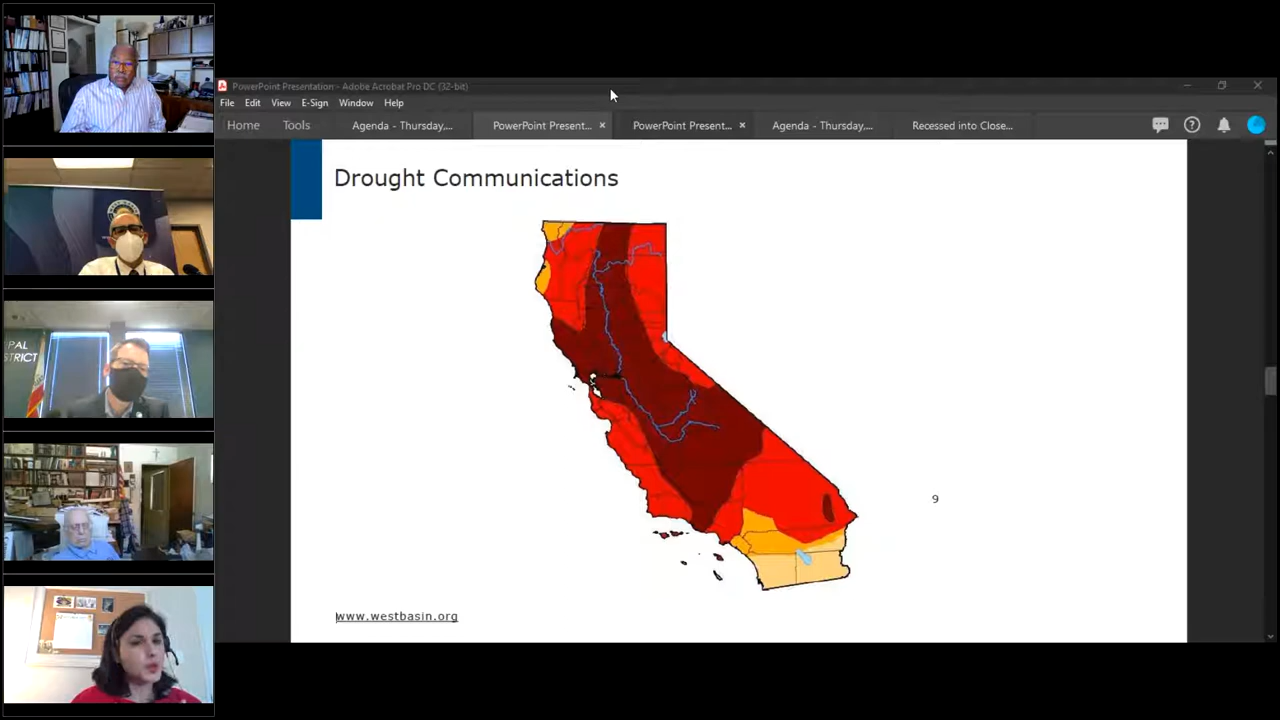 PowerPoint Presentation - Adobe Acrobat Pro DC (32-bit)
File Edit View E-Sign Window Help
Home Tools Agenda - Thursday,... PowerPoint Present... PowerPoint Present... Agenda - Thursday,... Recessed into Close...
Drought Communications
9
www.westbasin.org
PAL
STRICT